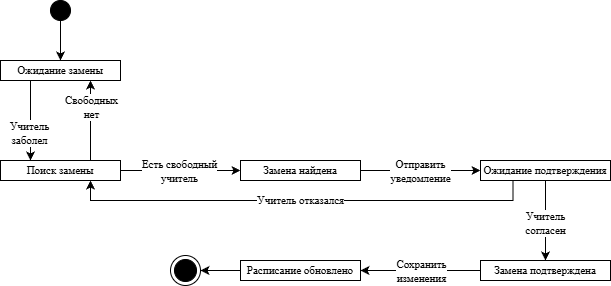 Ожидание замены
Свободных
нет
Учитель
заболел
Поиск замены
Есть свободный
учитель
Замена найдена
Отправить
уведомление
Ожидание подтверждения
Учитель отказался
Учитель
согласен
Расписание обновлено
Сохранить
изменения
Замена подтверждена